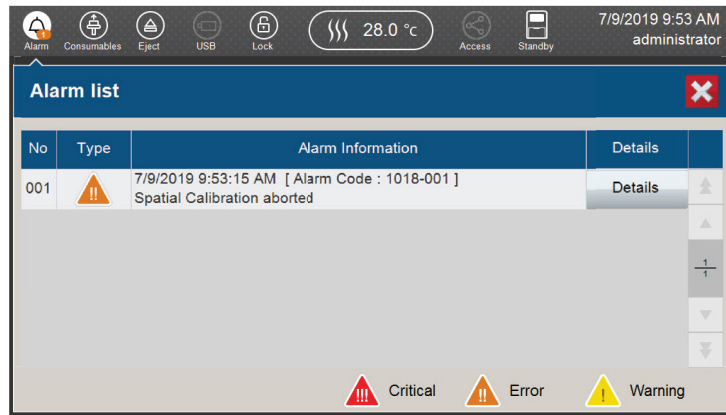 7/9/2019 9:53 AM
administrator
1
Alarm Consumables Eject USB Lock 28.0 °c Access Standby
Alarm list
No Type Alarm Information Details
001 !! 7/9/2019 9:53:15 AM [ Alarm Code : 1018-001 ] Details
Spatial Calibration aborted
1
1
!!! Critical !! Error ! Warning